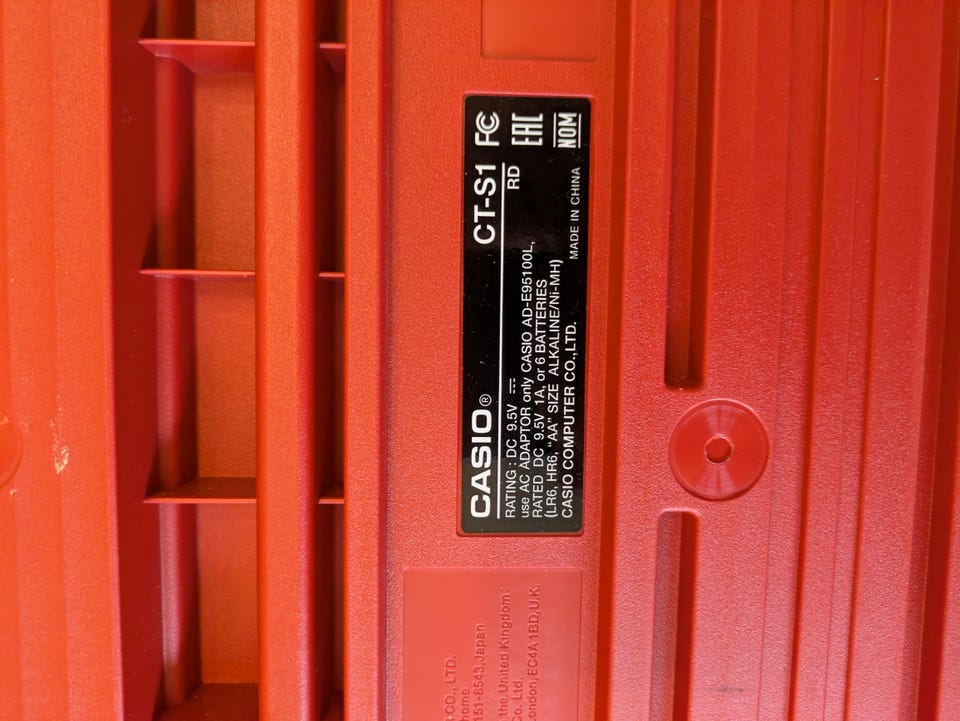 CASIO® CT-S1 FC
RD EAC
RATING : DC 9.5V ⎓
use AC ADAPTOR only CASIO AD-E95100L,
RATED DC 9.5V 1A, or 6 BATTERIES NOM
(LR6, HR6, "AA" SIZE ALKALINE/Ni-MH)
CASIO COMPUTER CO.,LTD. MADE IN CHINA
CO., LTD.
home
151-8543,Japan
the United Kingdom:
Co. Ltd.
London,EC4A1BD,U.K.